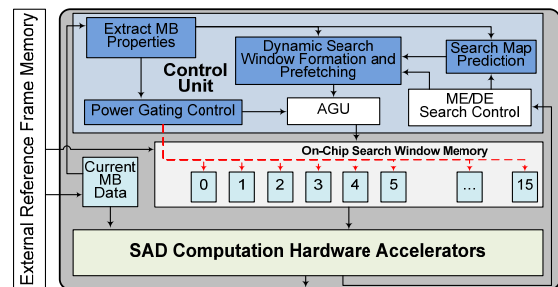 External Reference Frame Memory
Extract MB
Properties
Control
Unit
Dynamic Search
Window Formation and
Prefetching
Search Map
Prediction
Power Gating Control
AGU
ME/DE
Search Control
Current
MB
Data
On-Chip Search Window Memory
0 1 2 3 4 5 ... 15
SAD Computation Hardware Accelerators